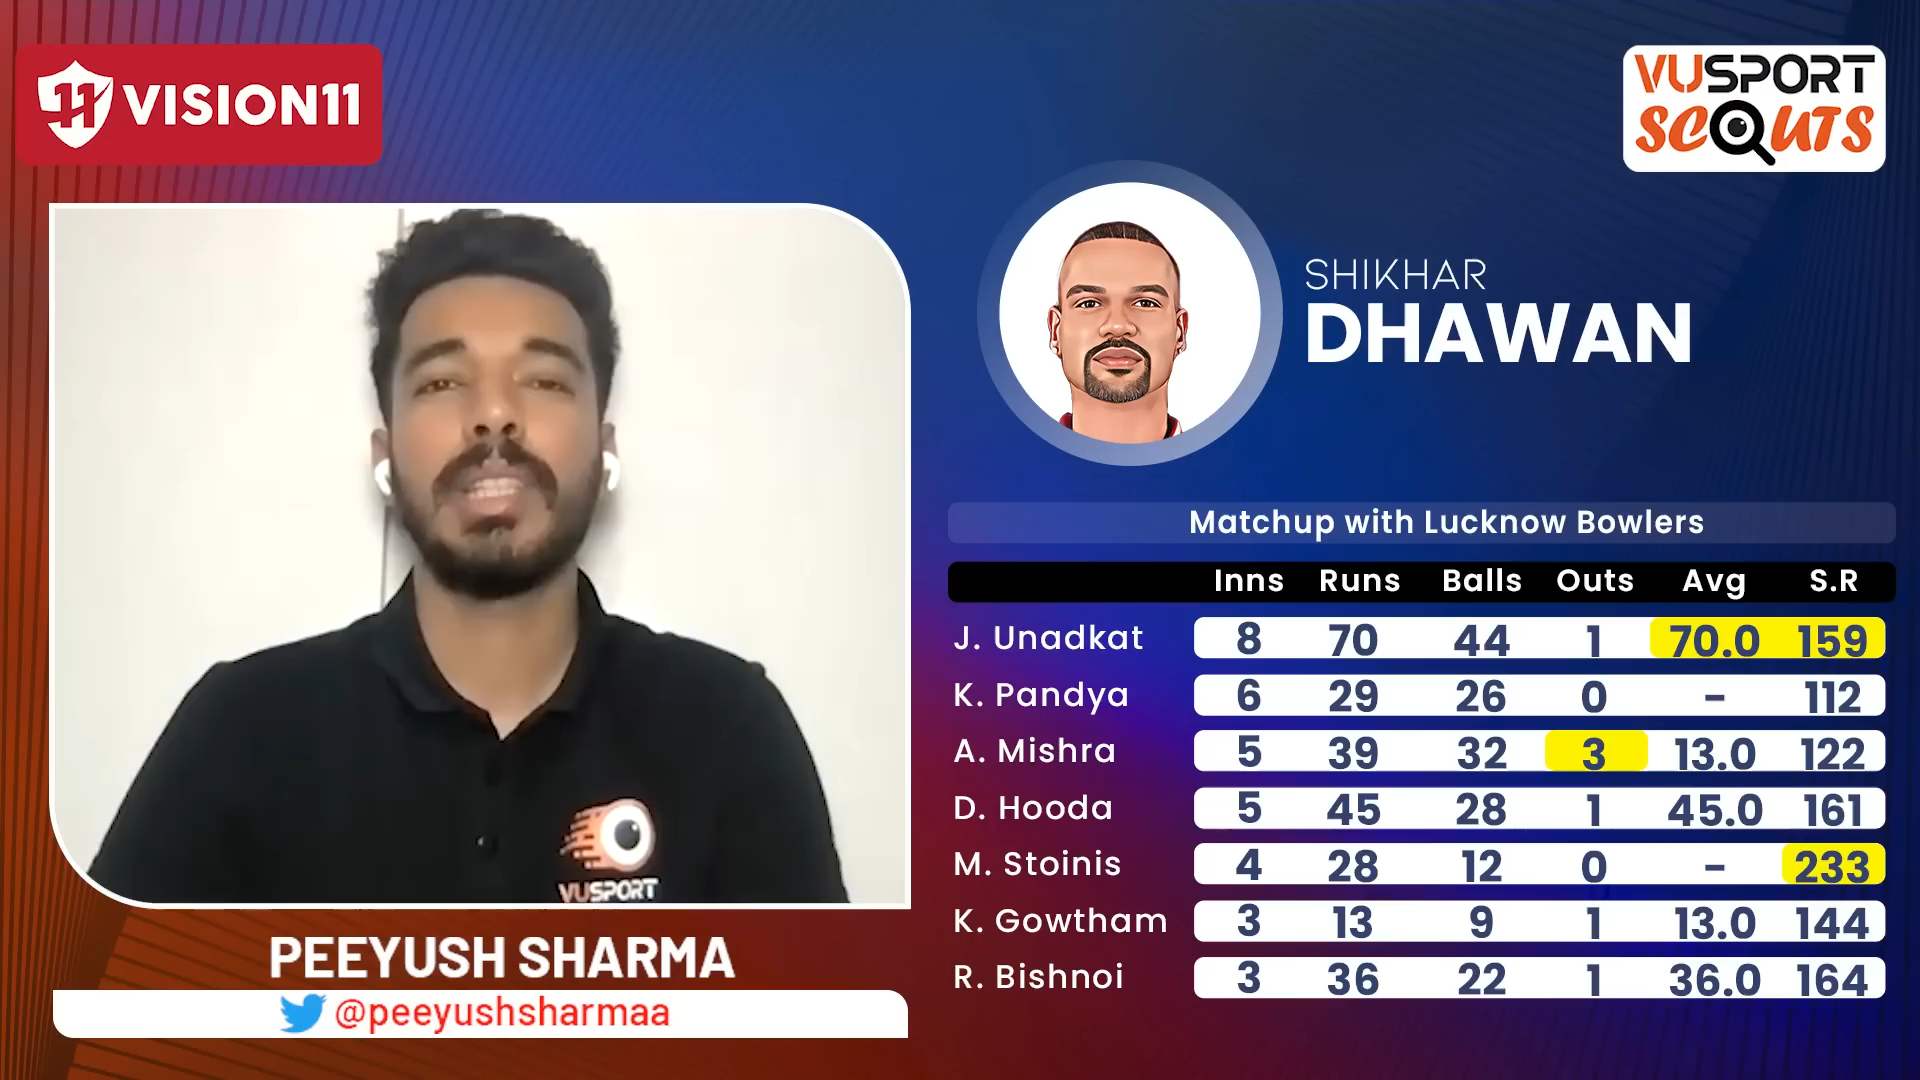 11 VISION11
VUSPORT
SCOUTS
SHIKHAR
DHAWAN
Matchup with Lucknow Bowlers
Inns Runs Balls Outs Avg S.R
J. Unadkat 8 70 44 1 70.0 159
K. Pandya 6 29 26 0 - 112
A. Mishra 5 39 32 3 13.0 122
D. Hooda 5 45 28 1 45.0 161
M. Stoinis 4 28 12 0 - 233
K. Gowtham 3 13 9 1 13.0 144
R. Bishnoi 3 36 22 1 36.0 164
VUSPORT
PEEYUSH SHARMA
@peeyushsharmaa